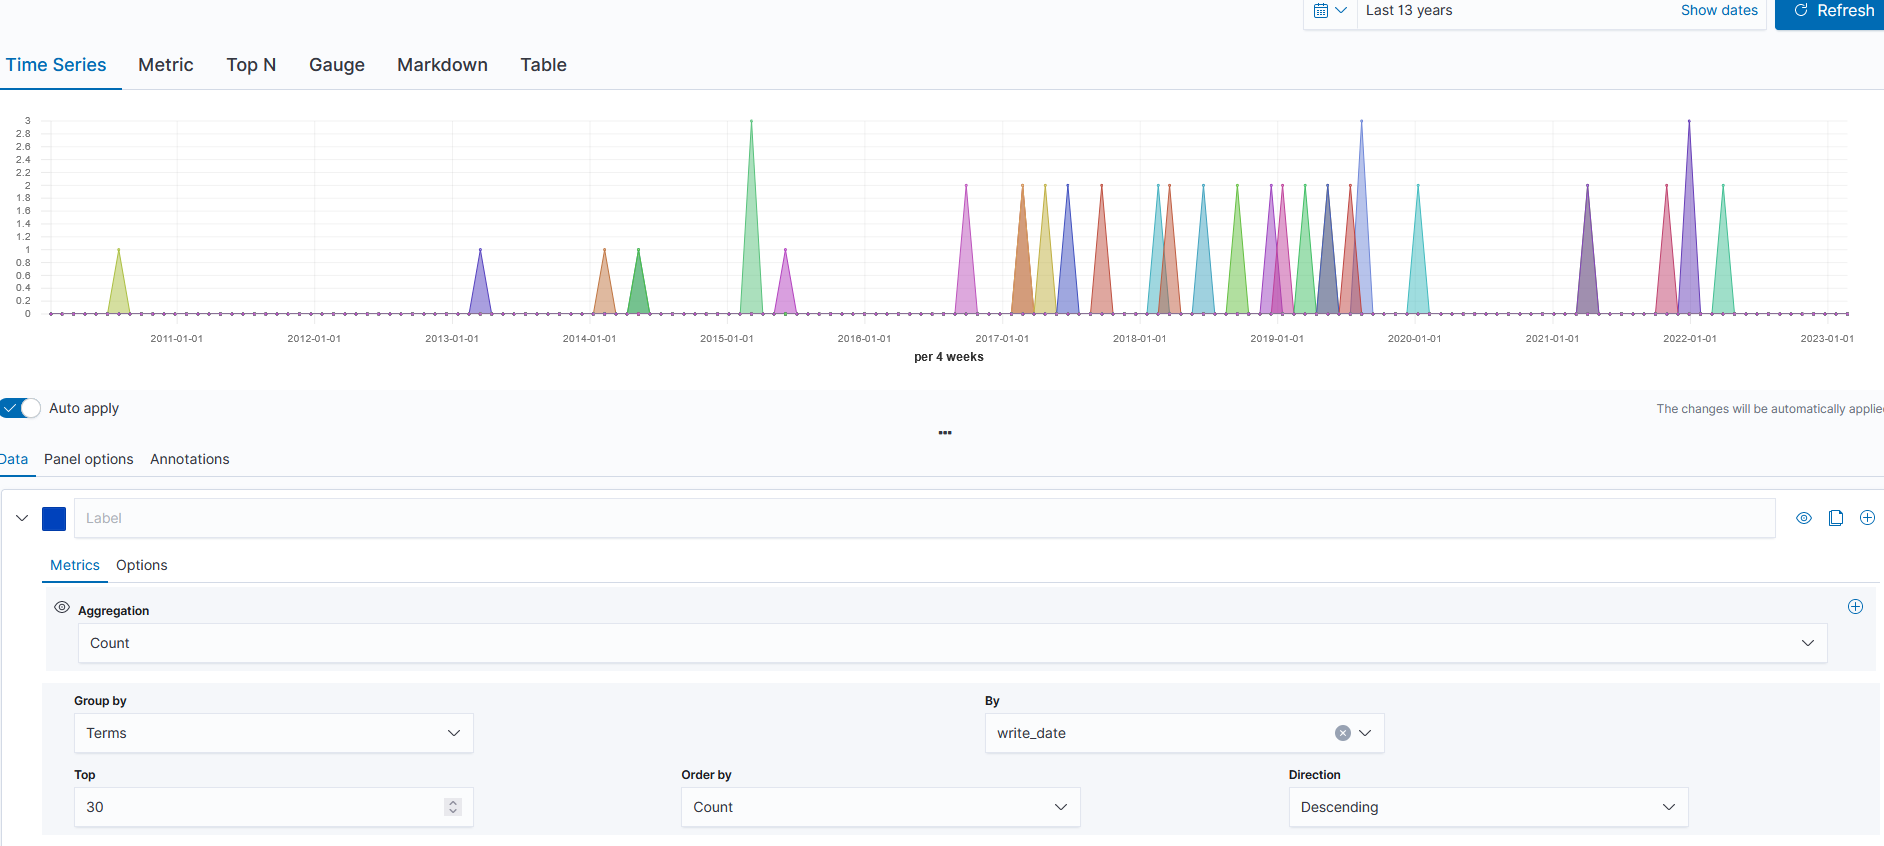 Last 13 years Show dates Refresh
Time Series Metric Top N Gauge Markdown Table
3
2.8
2.6
2.4
2.2
2
1.8
1.6
1.4
1.2
1
0.8
0.6
0.4
0.2
0
2011-01-01 2012-01-01 2013-01-01 2014-01-01 2015-01-01 2016-01-01 2017-01-01 2018-01-01 2019-01-01 2020-01-01 2021-01-01 2022-01-01 2023-01-01
per 4 weeks
Auto apply The changes will be automatically applied
Data Panel options Annotations
Label
Metrics Options
Aggregation
Count
Group by By
Terms write_date
Top Order by Direction
30 Count Descending